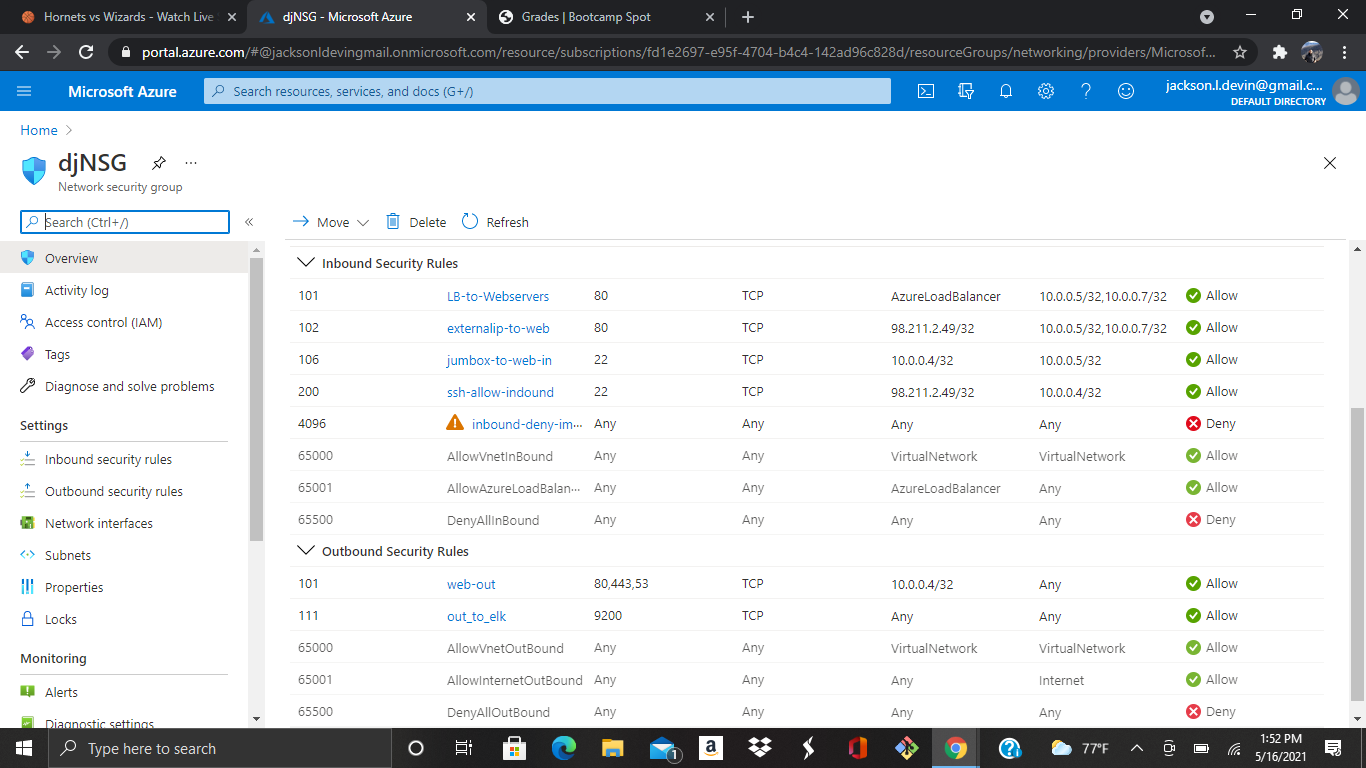 Hornets vs Wizards - Watch Live
djNSG - Microsoft Azure
Grades | Bootcamp Spot
portal.azure.com/#@jacksonldevingmail.onmicrosoft.com/resource/subscriptions/fd1e2697-e95f-4704-b4c4-142ad96c828d/resourceGroups/networking/providers/Microsof...
Microsoft Azure
Search resources, services, and docs (G+/)
jackson.l.devin@gmail.c...
DEFAULT DIRECTORY
Home
djNSG
Network security group
Search (Ctrl+/)
«
Move
Delete
Refresh
Overview
Activity log
Access control (IAM)
Tags
Diagnose and solve problems
Settings
Inbound security rules
Outbound security rules
Network interfaces
Subnets
Properties
Locks
Monitoring
Alerts
Diagnostic settings
Inbound Security Rules
101 LB-to-Webservers 80 TCP AzureLoadBalancer 10.0.0.5/32,10.0.0.7/32 Allow
102 externalip-to-web 80 TCP 98.211.2.49/32 10.0.0.5/32,10.0.0.7/32 Allow
106 jumbox-to-web-in 22 TCP 10.0.0.4/32 10.0.0.5/32 Allow
200 ssh-allow-indound 22 TCP 98.211.2.49/32 10.0.0.4/32 Allow
4096 inbound-deny-im... Any Any Any Any Deny
65000 AllowVnetInBound Any Any VirtualNetwork VirtualNetwork Allow
65001 AllowAzureLoadBalan... Any Any AzureLoadBalancer Any Allow
65500 DenyAllInBound Any Any Any Any Deny
Outbound Security Rules
101 web-out 80,443,53 TCP 10.0.0.4/32 Any Allow
111 out_to_elk 9200 TCP Any Any Allow
65000 AllowVnetOutBound Any Any VirtualNetwork VirtualNetwork Allow
65001 AllowInternetOutBound Any Any Any Internet Allow
65500 DenyAllOutBound Any Any Any Any Deny
Type here to search
1
a
77°F
1:52 PM
5/16/2021